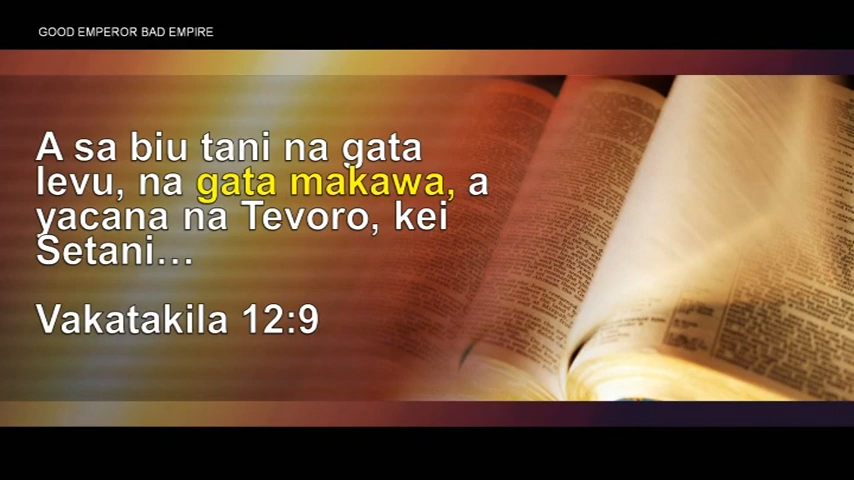 GOOD EMPEROR BAD EMPIRE
A sa biu tani na gata
levu, na gata makawa, a
yacana na Tevoro, kei
Setani…
Vakatakila 12:9